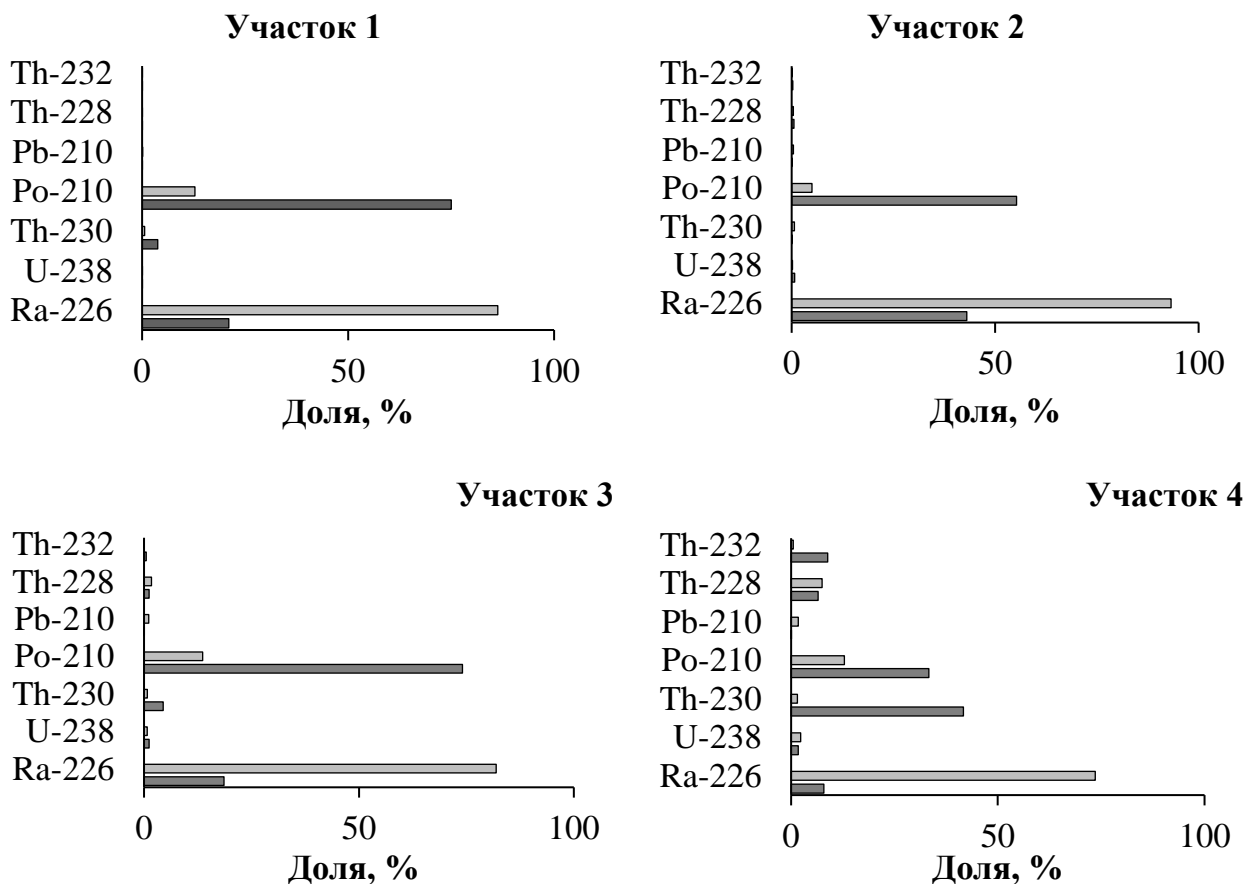 Участок 1
Th-232
Th-228
Pb-210
Po-210
Th-230
U-238
Ra-226
0 50 100
Доля, %
Участок 2
Th-232
Th-228
Pb-210
Po-210
Th-230
U-238
Ra-226
0 50 100
Доля, %
Участок 3
Th-232
Th-228
Pb-210
Po-210
Th-230
U-238
Ra-226
0 50 100
Доля, %
Участок 4
Th-232
Th-228
Pb-210
Po-210
Th-230
U-238
Ra-226
0 50 100
Доля, %